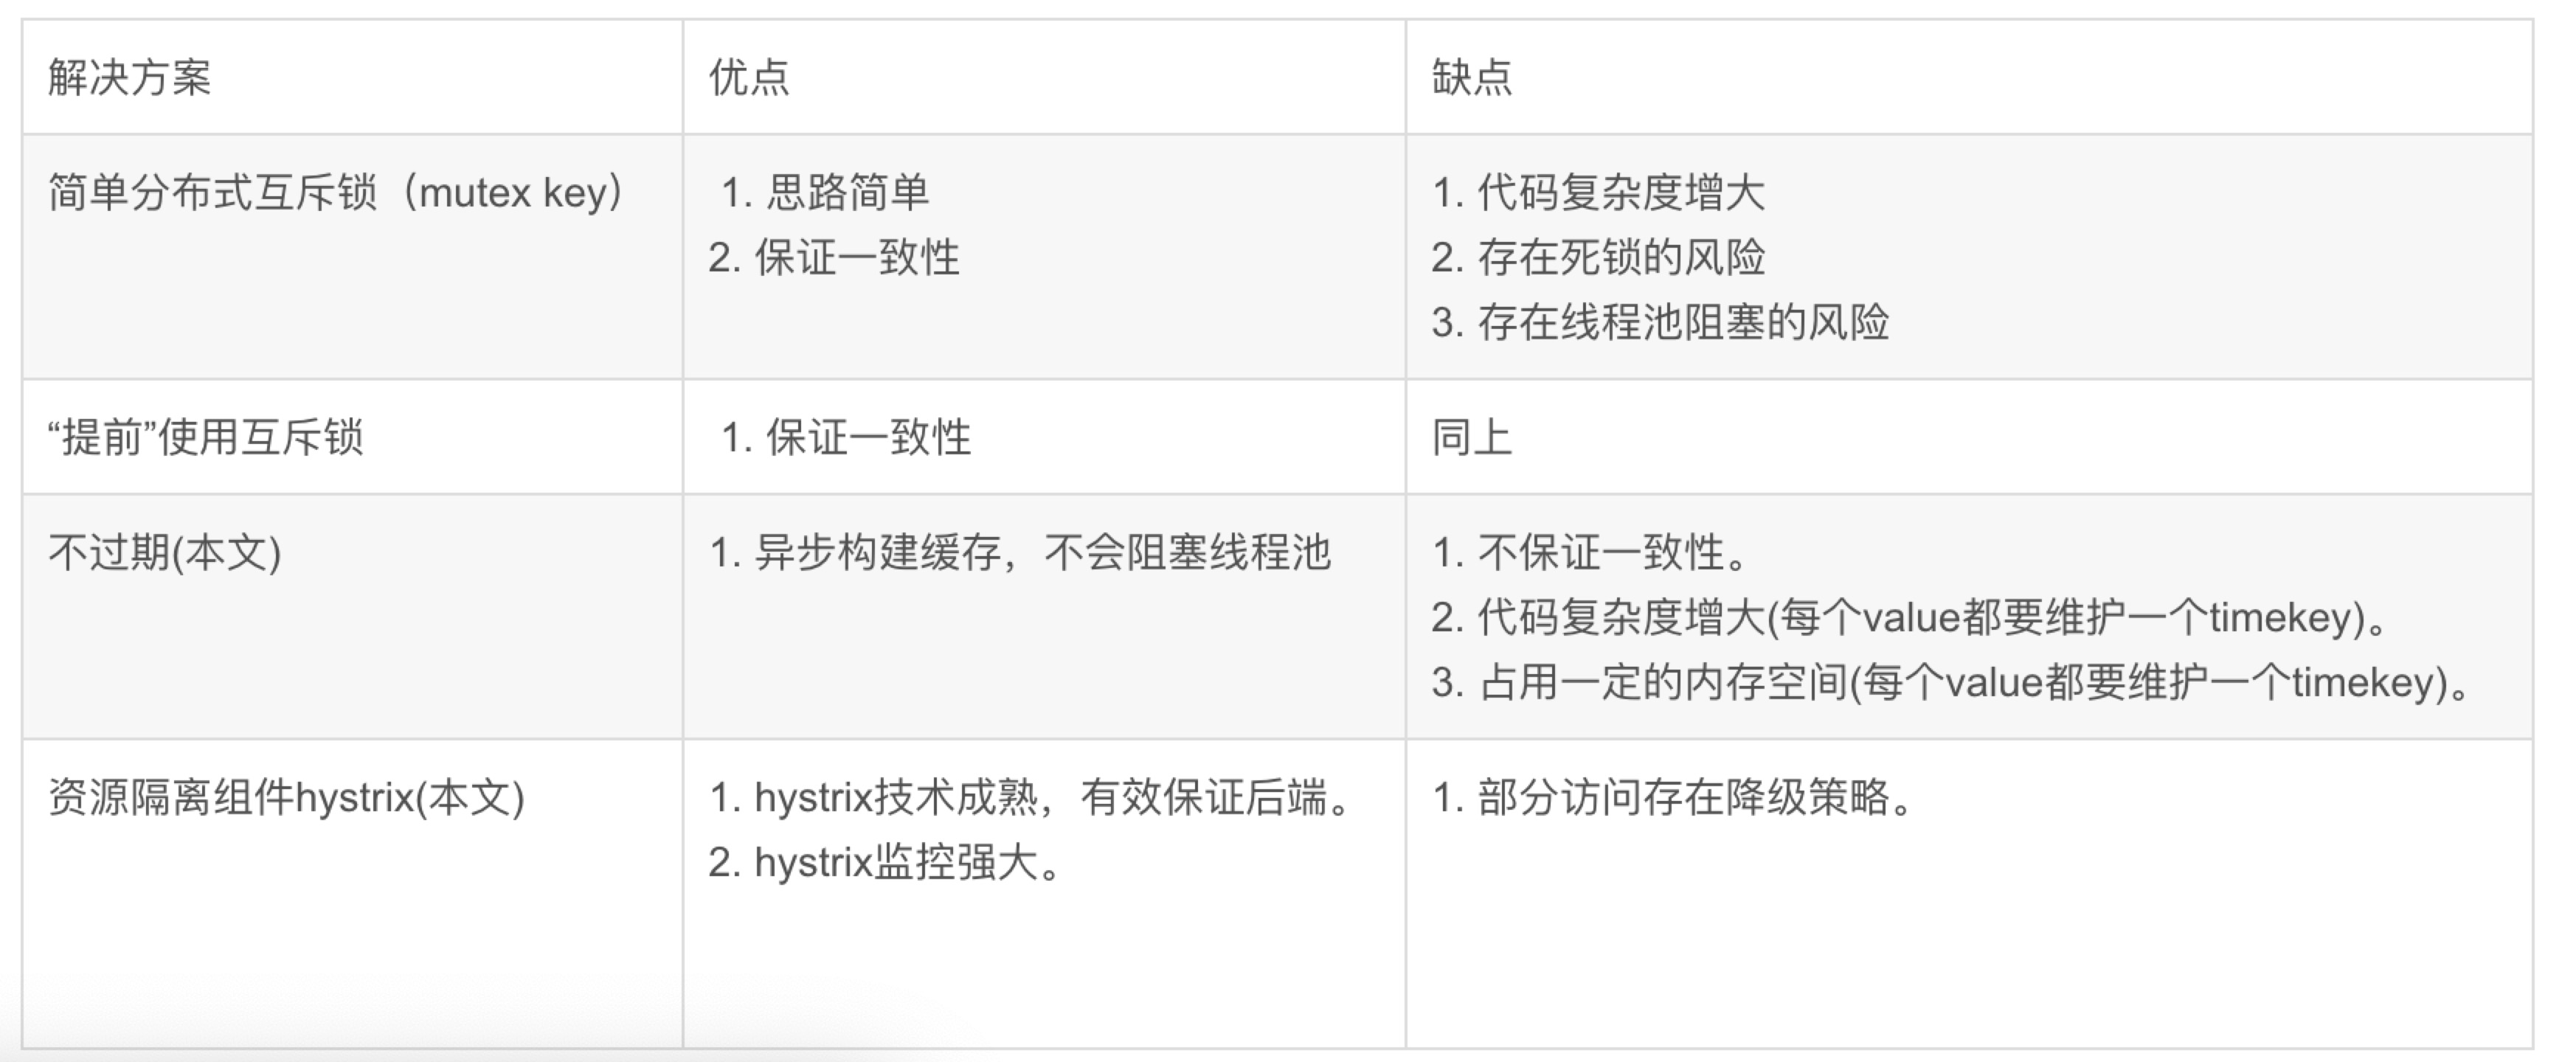 解决方案
优点
缺点
简单分布式互斥锁（mutex key）
1. 思路简单
2. 保证一致性
1. 代码复杂度增大
2. 存在死锁的风险
3. 存在线程池阻塞的风险
“提前”使用互斥锁
1. 保证一致性
同上
不过期(本文)
1. 异步构建缓存，不会阻塞线程池
1. 不保证一致性。
2. 代码复杂度增大(每个value都要维护一个timekey)。
3. 占用一定的内存空间(每个value都要维护一个timekey)。
资源隔离组件hystrix(本文)
1. hystrix技术成熟，有效保证后端。
2. hystrix监控强大。
1. 部分访问存在降级策略。